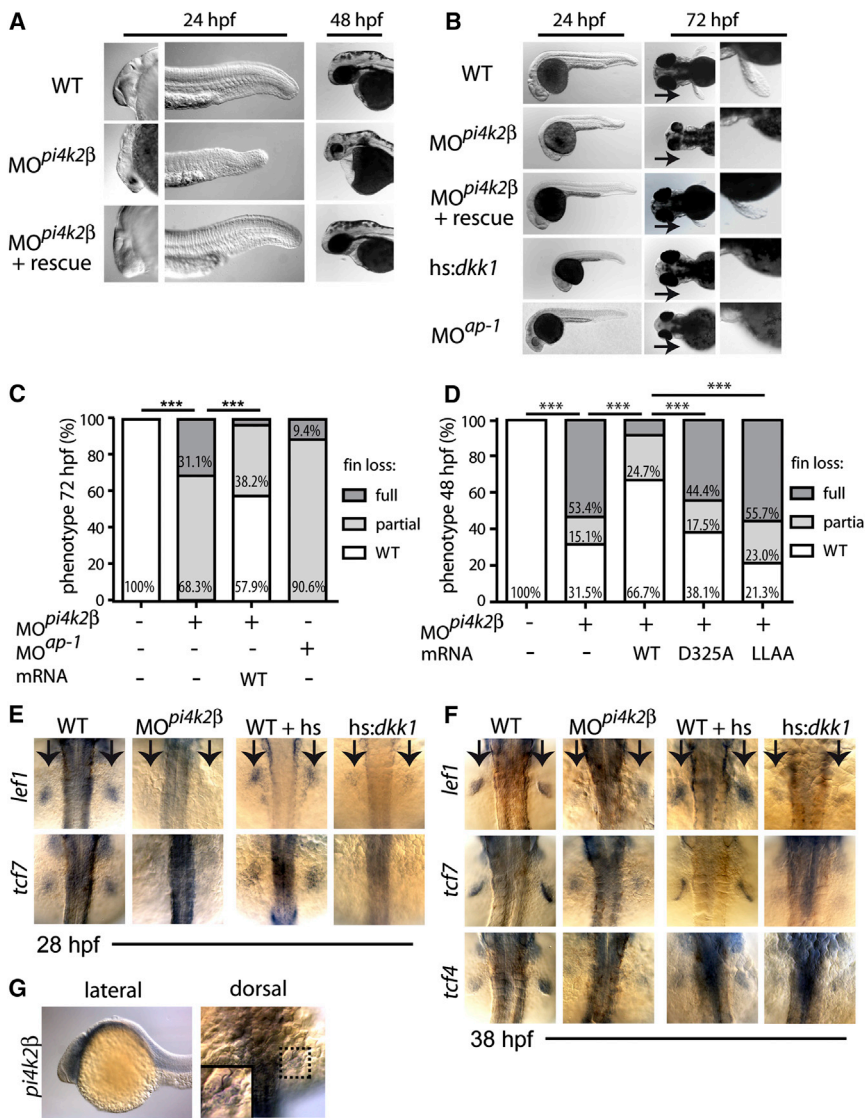 A
24 hpf
48 hpf
WT
MOpi4k2β
MOpi4k2β
+ rescue
B
24 hpf
72 hpf
WT
MOpi4k2β
MOpi4k2β
+ rescue
hs:dkk1
MOap-1
C
***
***
phenotype 72 hpf (%)
100
80
60
40
20
0
100%
31.1%
68.3%
38.2%
57.9%
9.4%
90.6%
fin loss:
full
partial
WT
MOpi4k2β - + + -
MOap-1 - - - +
mRNA - - WT -
D
***
*** *** ***
phenotype 48 hpf (%)
100
80
60
40
20
0
100%
53.4%
15.1%
31.5%
24.7%
66.7%
44.4%
17.5%
38.1%
55.7%
23.0%
21.3%
fin loss:
full
partia
WT
MOpi4k2β - + + + +
mRNA - - WT D325A LLAA
E
WT MOpi4k2β WT + hs hs:dkk1
lef1
tcf7
28 hpf
F
WT MOpi4k2β WT + hs hs:dkk1
lef1
tcf7
tcf4
38 hpf
G
lateral dorsal
pi4k2β